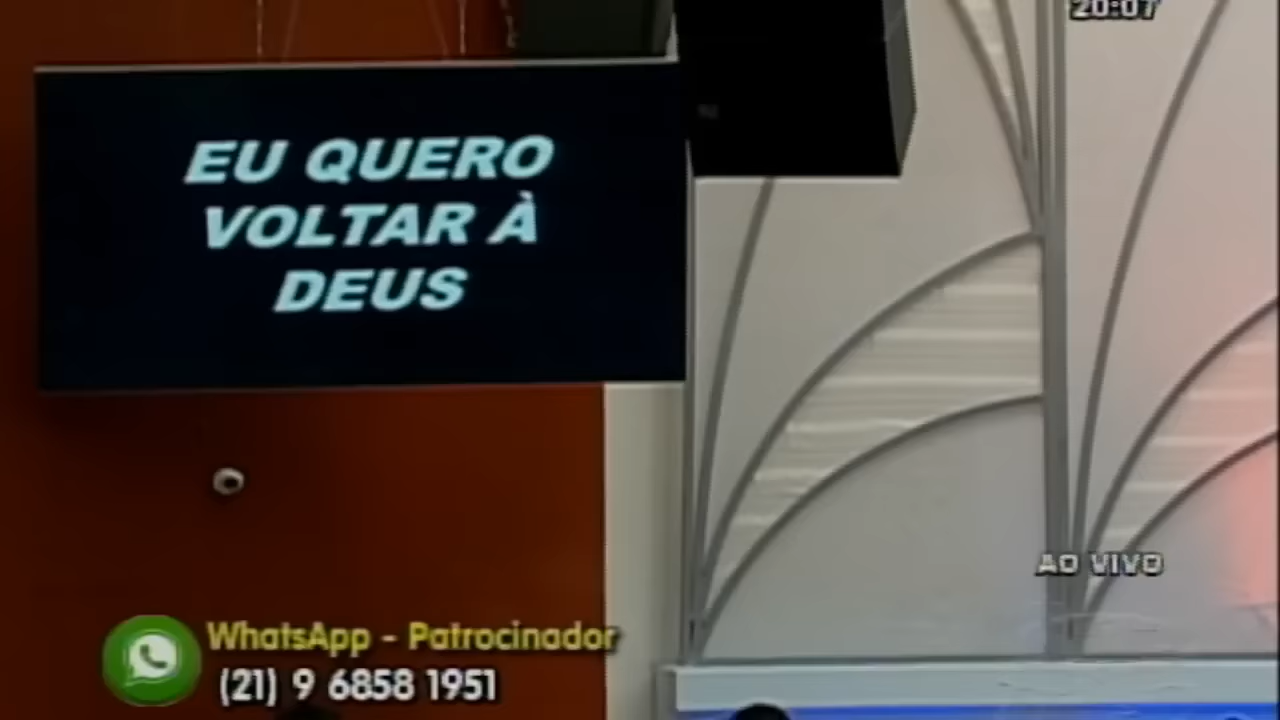 20:07
EU QUERO
VOLTAR À
DEUS
AO VIVO
WhatsApp - Patrocinador
(21) 9 6858 1951